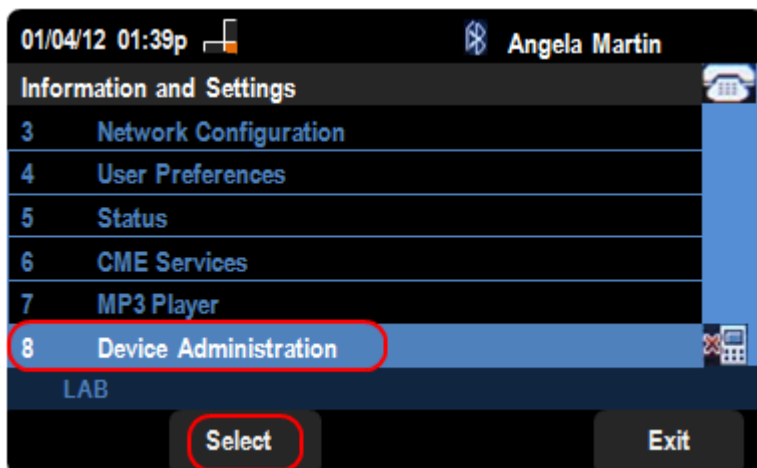 01/04/12 01:39p Angela Martin
Information and Settings
3 Network Configuration
4 User Preferences
5 Status
6 CME Services
7 MP3 Player
8 Device Administration
LAB
Select Exit